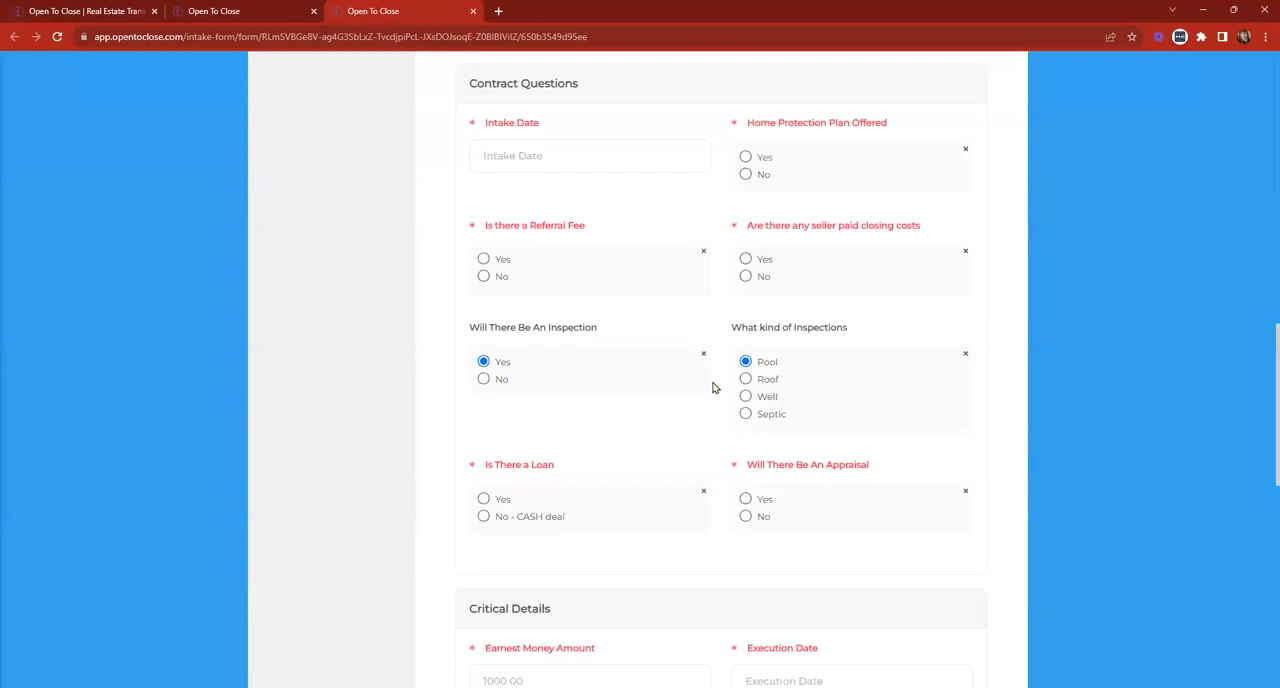 Open To Close | Real Estate Tran
Open To Close
Open To Close
app.opentoclose.com/intake-form/form/RLmSVBGe8V-ag4G3SbLxZ-TvcdjpiPcL-JXsDOJsoqE-Z0BIBIViIZ/650b3549d95ee
Contract Questions
* Intake Date
* Home Protection Plan Offered
Intake Date
Yes
No
* Is there a Referral Fee
* Are there any seller paid closing costs
Yes
No
Yes
No
Will There Be An Inspection
What kind of Inspections
Yes
No
Pool
Roof
Well
Septic
* Is There a Loan
* Will There Be An Appraisal
Yes
No - CASH deal
Yes
No
Critical Details
* Earnest Money Amount
* Execution Date
1000 00
Execution Date